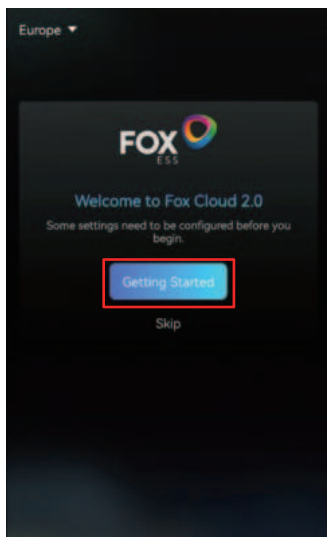 Europe
FOX
ESS
Welcome to Fox Cloud 2.0
Some settings need to be configured before you
begin.
Getting Started
Skip